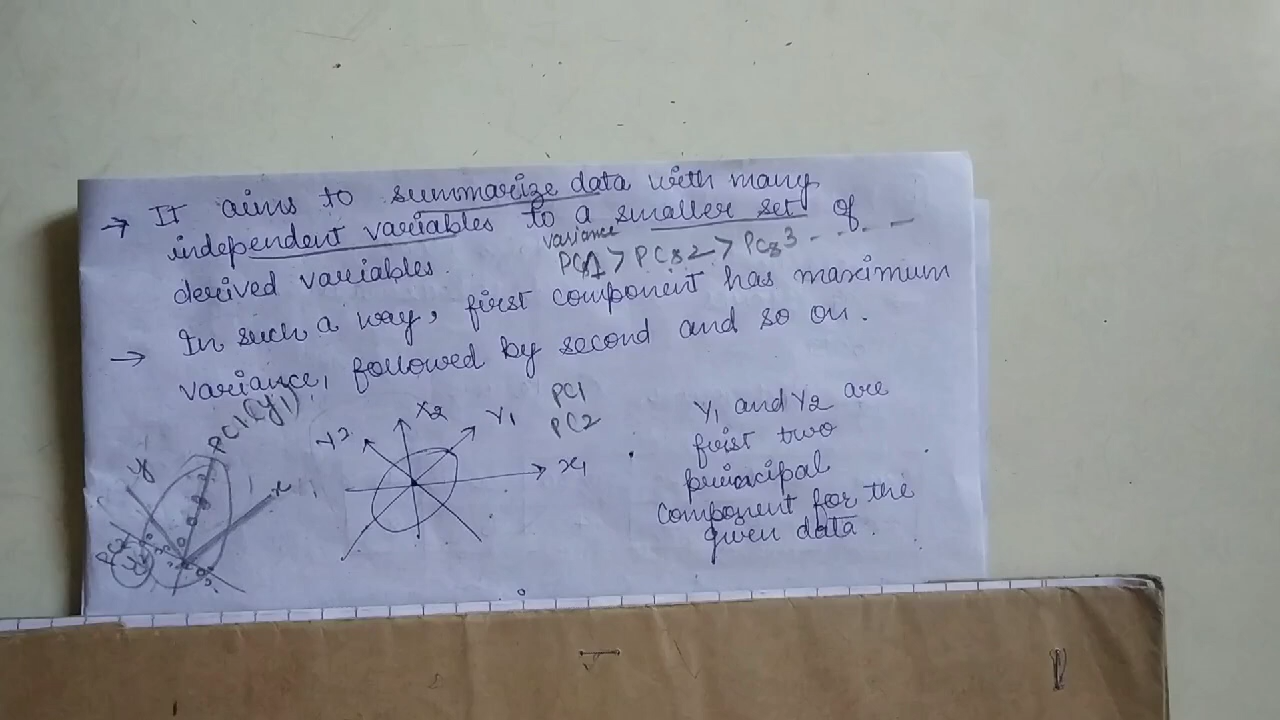 → It aims to summarize data with many
independent variables to a smaller set of
derived variables.
variance
PC1 > PCs2 > PCs3 - - - -
→ In such a way, first component has maximum
variance, followed by second and so on.
PC1 (Y1)
y
x
PC2
X2
Y1
Y2
x1
PC1
PC2
Y1 and Y2 are
first two
principal
component for the
given data.